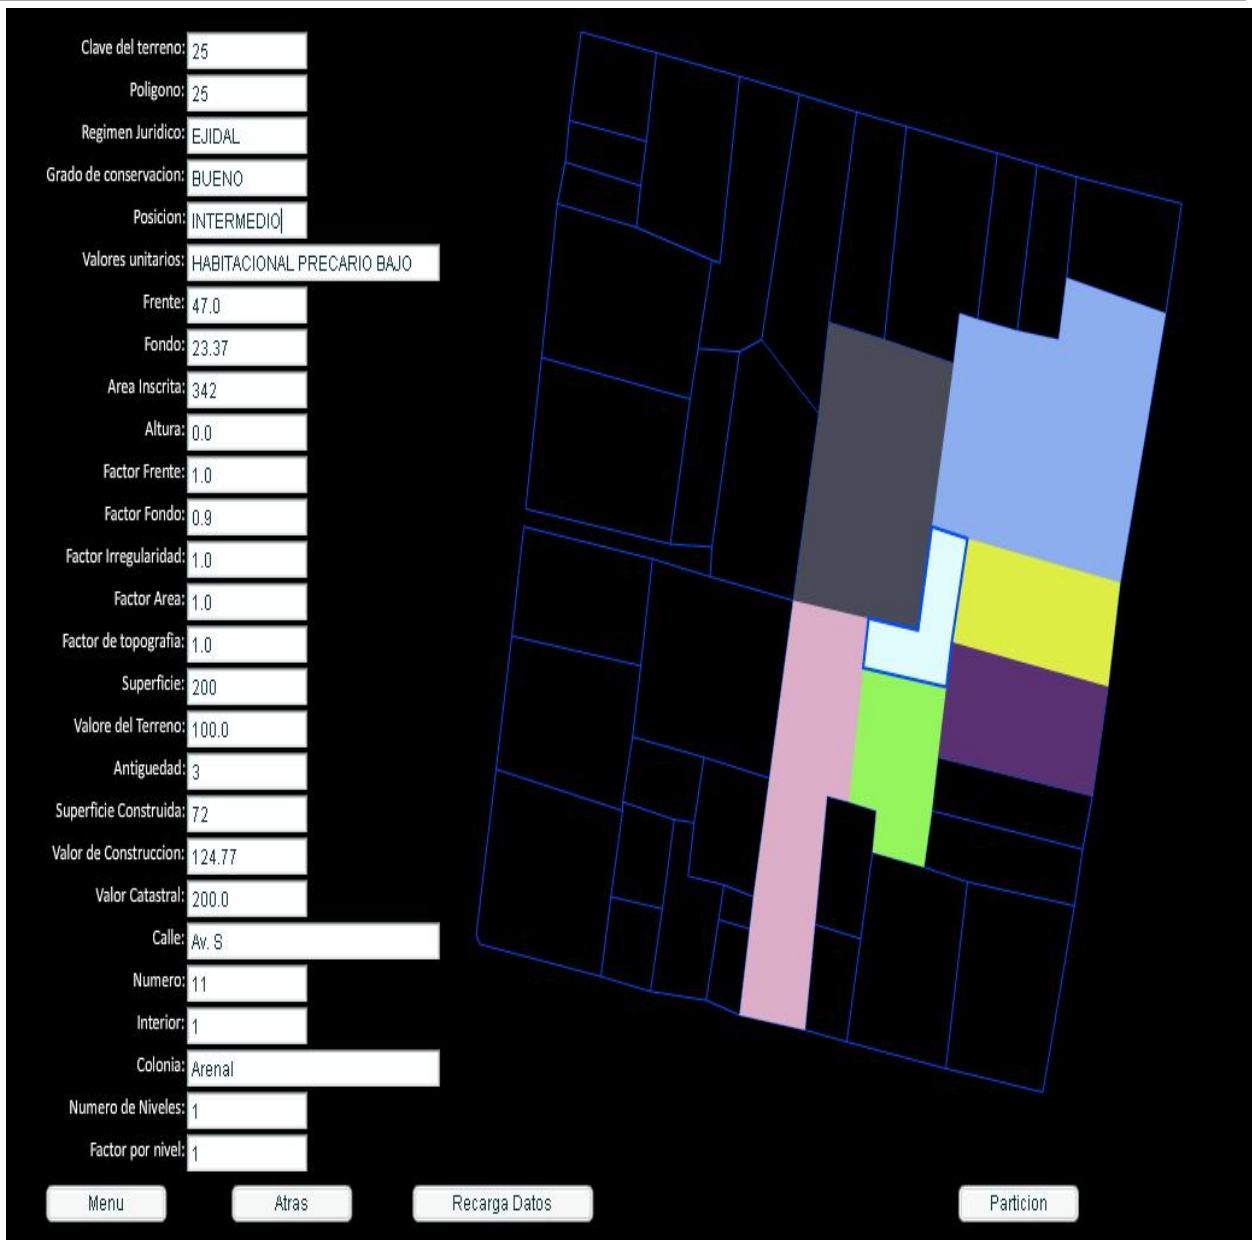 Clave del terreno: 25
Poligono: 25
Regimen Juridico: EJIDAL
Grado de conservacion: BUENO
Posicion: INTERMEDIO
Valores unitarios: HABITACIONAL PRECARIO BAJO
Frente: 47.0
Fondo: 23.37
Area Inscrita: 342
Altura: 0.0
Factor Frente: 1.0
Factor Fondo: 0.9
Factor Irregularidad: 1.0
Factor Area: 1.0
Factor de topografia: 1.0
Superficie: 200
Valore del Terreno: 100.0
Antiguedad: 3
Superficie Construida: 72
Valor de Construccion: 124.77
Valor Catastral: 200.0
Calle: Av. S
Numero: 11
Interior: 1
Colonia: Arenal
Numero de Niveles: 1
Factor por nivel: 1
Menu Atras Recarga Datos Particion